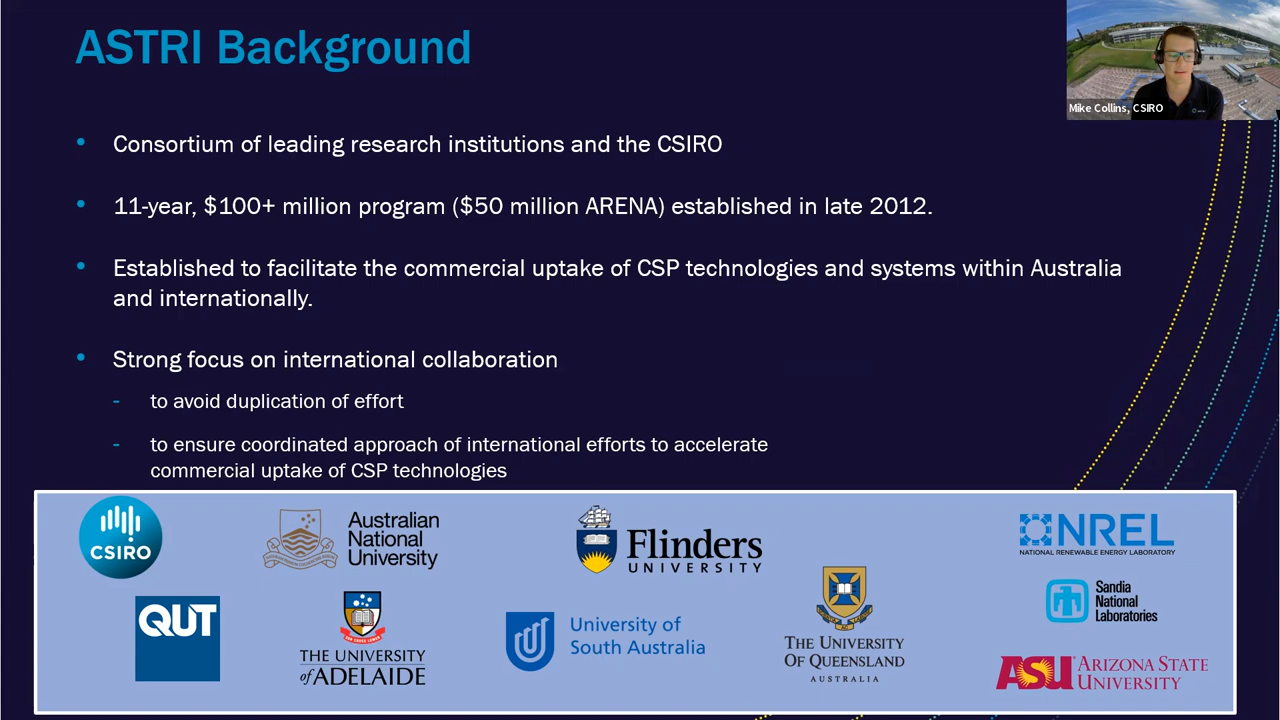 ASTRI Background
Mike Collins, CSIRO
• Consortium of leading research institutions and the CSIRO
• 11-year, $100+ million program ($50 million ARENA) established in late 2012.
• Established to facilitate the commercial uptake of CSP technologies and systems within Australia
and internationally.
• Strong focus on international collaboration
- to avoid duplication of effort
- to ensure coordinated approach of international efforts to accelerate
commercial uptake of CSP technologies
CSIRO
Australian
National
University
Flinders
UNIVERSITY
NREL
NATIONAL RENEWABLE ENERGY LABORATORY
QUT
THE UNIVERSITY
of ADELAIDE
University of
South Australia
THE UNIVERSITY
OF QUEENSLAND
AUSTRALIA
Sandia
National
Laboratories
ASU ARIZONA STATE
UNIVERSITY